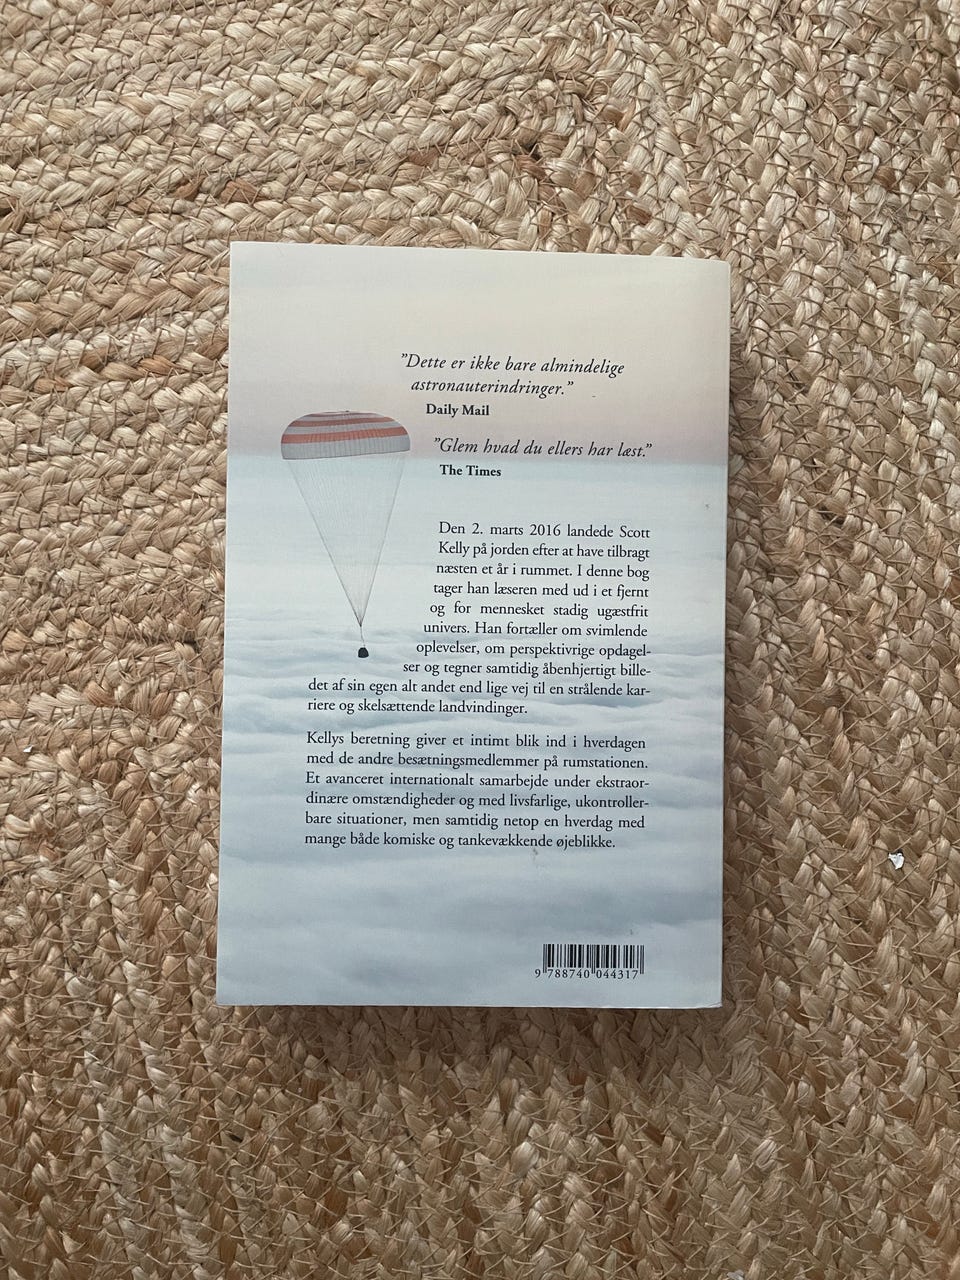 ”Dette er ikke bare almindelige
astronauterindringer.”
Daily Mail
”Glem hvad du ellers har læst.”
The Times
Den 2. marts 2016 landede Scott
Kelly på jorden efter at have tilbragt
næsten et år i rummet. I denne bog
tager han læseren med ud i et fjernt
og for mennesket stadig ugæstfrit
univers. Han fortæller om svimlende
oplevelser, om perspektivrige opdagel-
ser og tegner samtidig åbenhjertigt bille-
det af sin egen alt andet end lige vej til en strålende kar-
riere og skelsættende landvindinger.
Kellys beretning giver et intimt blik ind i hverdagen
med de andre besætningsmedlemmer på rumstationen.
Et avanceret internationalt samarbejde under ekstraor-
dinære omstændigheder og med livsfarlige, ukontroller-
bare situationer, men samtidig netop en hverdag med
mange både komiske og tankevækkende øjeblikke.
9 788740 044317